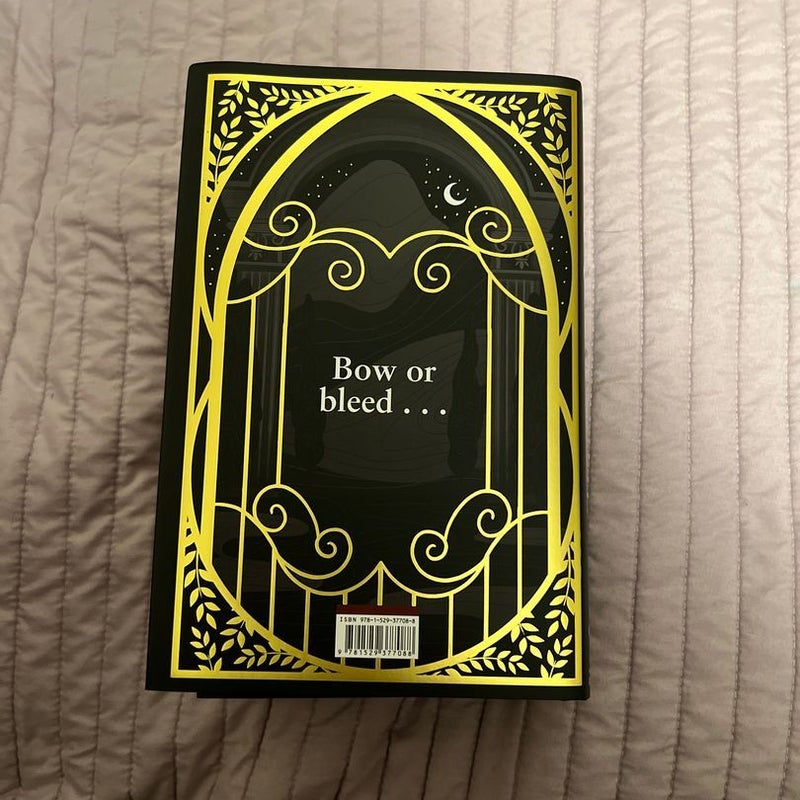 Bow or
bleed . . .
ISBN 978-1-529-37708-8
9 781529 377088